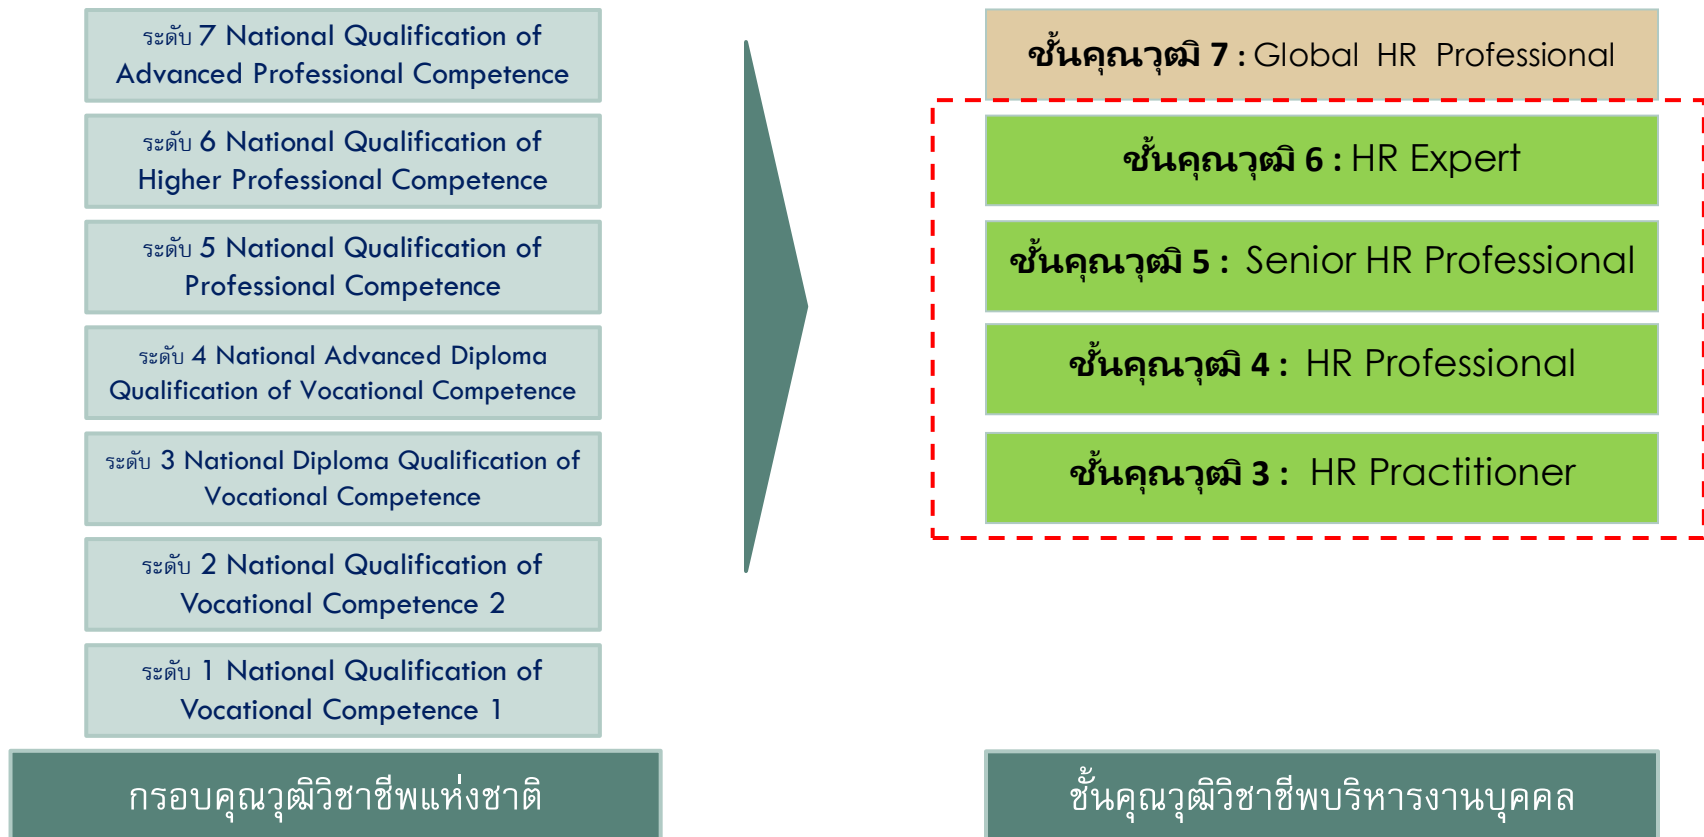 ระดับ 7 National Qualification of
Advanced Professional Competence
ระดับ 6 National Qualification of
Higher Professional Competence
ระดับ 5 National Qualification of
Professional Competence
ระดับ 4 National Advanced Diploma
Qualification of Vocational Competence
ระดับ 3 National Diploma Qualification of
Vocational Competence
ระดับ 2 National Qualification of
Vocational Competence 2
ระดับ 1 National Qualification of
Vocational Competence 1
กรอบคุณวุฒิวิชาชีพแห่งชาติ
ชั้นคุณวุฒิ 7 : Global HR Professional
ชั้นคุณวุฒิ 6 : HR Expert
ชั้นคุณวุฒิ 5 : Senior HR Professional
ชั้นคุณวุฒิ 4 : HR Professional
ชั้นคุณวุฒิ 3 : HR Practitioner
ชั้นคุณวุฒิวิชาชีพบริหารงานบุคคล